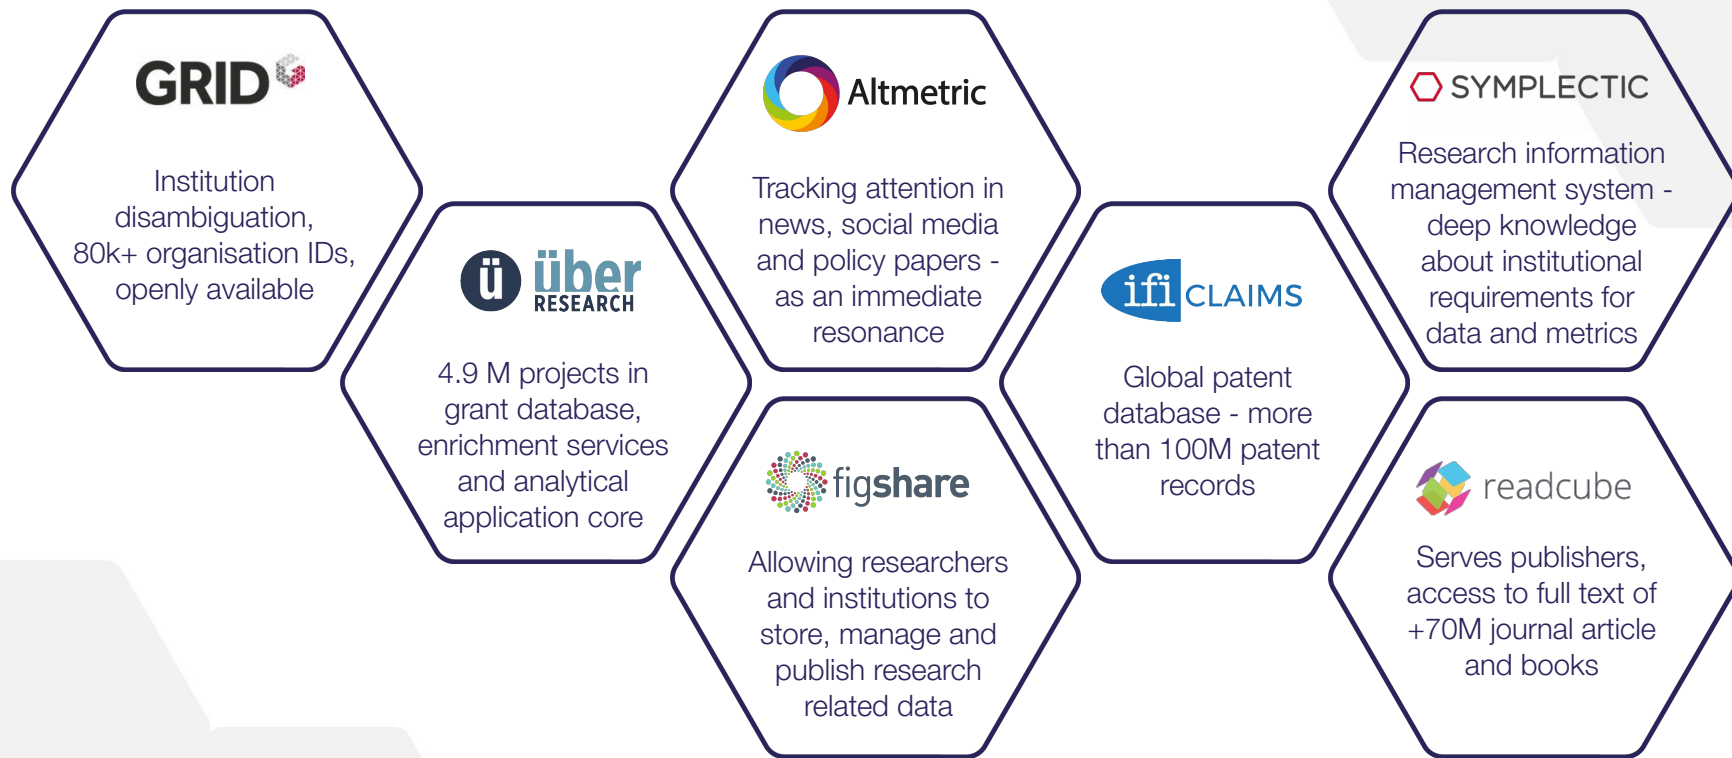 GRID
Institution
disambiguation,
80k+ organisation IDs,
openly available
ü über
RESEARCH
4.9 M projects in
grant database,
enrichment services
and analytical
application core
Altmetric
Tracking attention in
news, social media
and policy papers -
as an immediate
resonance
figshare
Allowing researchers
and institutions to
store, manage and
publish research
related data
ifi CLAIMS
Global patent
database - more
than 100M patent
records
SYMPLECTIC
Research information
management system -
deep knowledge
about institutional
requirements for
data and metrics
readcube
Serves publishers,
access to full text of
+70M journal article
and books